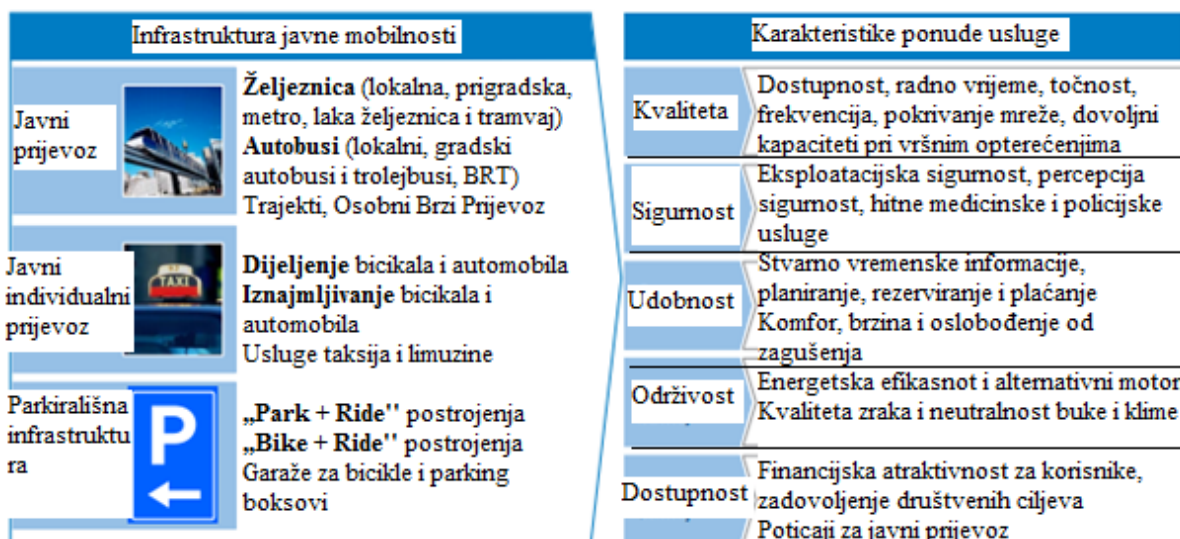 Infrastruktura javne mobilnosti
Javni
prijevoz
Željeznica (lokalna, prigradska,
metro, laka željeznica i tramvaj)
Autobusi (lokalni, gradski
autobusi i trolejbusi, BRT)
Trajekti, Osobni Brzi Prijevoz
Javni
individualni
prijevoz
TAXI
Dijeljenje bicikala i automobila
Iznajmljivanje bicikala i
automobila
Usluge taksija i limuzine
Parkirališna
infrastruktu
ra
P
„Park + Ride" postrojenja
„Bike + Ride" postrojenja
Garaže za bicikle i parking
boksovi
Karakteristike ponude usluge
Kvaliteta
Dostupnost, radno vrijeme, točnost,
frekvencija, pokrivanje mreže, dovoljni
kapaciteti pri vršnim opterećenjima
Sigurnost
Eksploatacijska sigurnost, percepcija
sigurnost, hitne medicinske i policijske
usluge
Udobnost
Stvarno vremenske informacije,
planiranje, rezerviranje i plaćanje
Komfor, brzina i oslobođenje od
zagušenja
Održivost
Energetska efikasnot i alternativni motor
Kvaliteta zraka i neutralnost buke i klime
Dostupnost
Financijska atraktivnost za korisnike,
zadovoljenje društvenih ciljeva
Poticaji za javni prijevoz